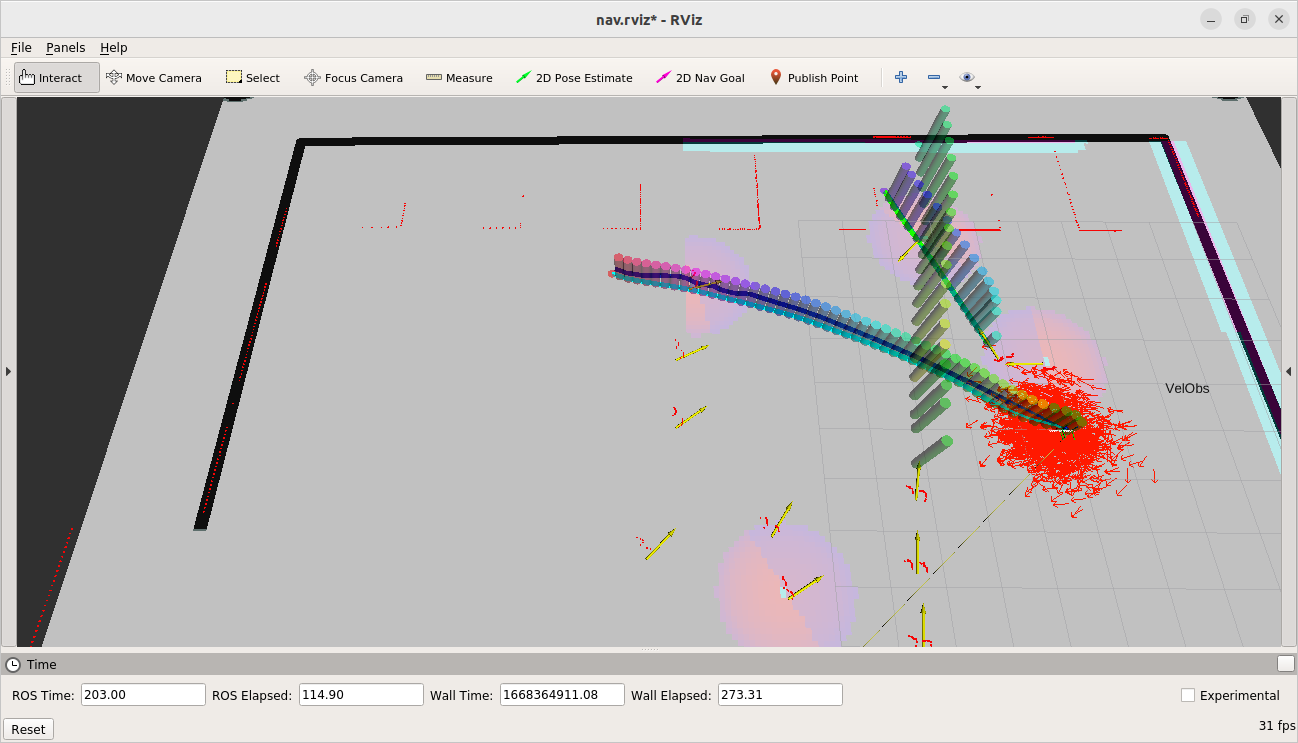 nav.rviz* - RViz
File Panels Help
Interact Move Camera Select Focus Camera Measure 2D Pose Estimate 2D Nav Goal Publish Point
VelObs
Time
ROS Time: 203.00 ROS Elapsed: 114.90 Wall Time: 1668364911.08 Wall Elapsed: 273.31 Experimental
Reset 31 fps